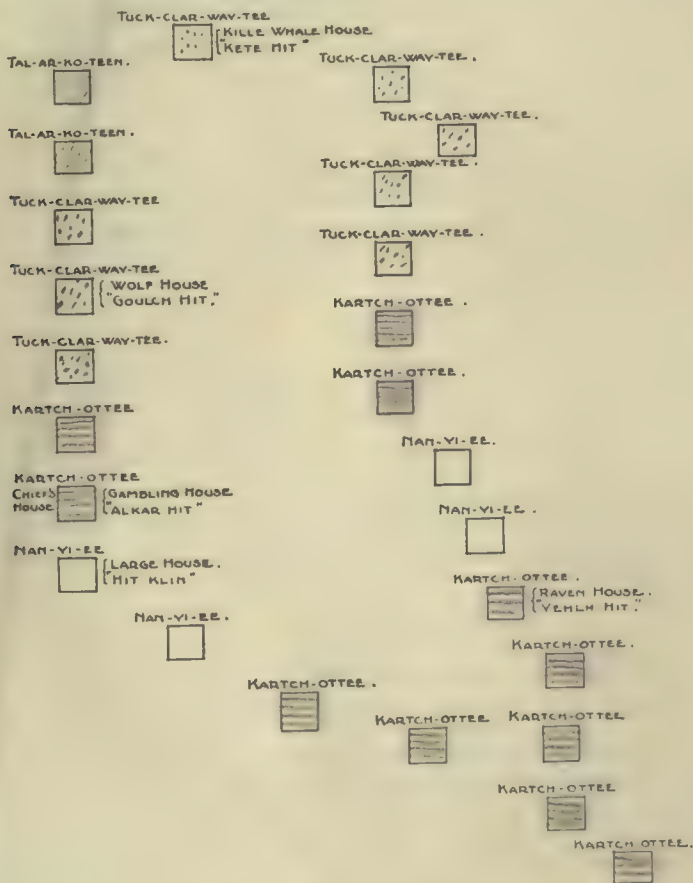 TUCK-CLAR-WAY-TEE
KILLE WHALE HOUSE
"KETE HIT"
TAL-AR-KO-TEEN.
TUCK-CLAR-WAY-TEE.
TUCK-CLAR-WAY-TEE.
TAL-AR-KO-TEEN.
TUCK-CLAR-WAY-TEE.
TUCK-CLAR-WAY-TEE
TUCK-CLAR-WAY-TEE.
TUCK-CLAR-WAY-TEE
WOLF HOUSE
"GOULCH HIT."
KARTCH-OTTEE.
TUCK-CLAR-WAY-TEE.
KARTCH-OTTEE.
KARTCH-OTTEE
NAN-YI-EE.
KARTCH-OTTEE
CHIEFS
HOUSE
GAMBLING HOUSE
"ALKAR HIT"
NAN-YI-EE.
NAN-YI-EE
LARGE HOUSE.
"HIT KLIN"
KARTCH-OTTEE.
RAVEN HOUSE.
"YEHLH HIT."
NAN-YI-EE.
KARTCH-OTTEE.
KARTCH-OTTEE.
KARTCH-OTTEE
KARTCH-OTTEE
KARTCH-OTTEE
KARTCH OTTEE.